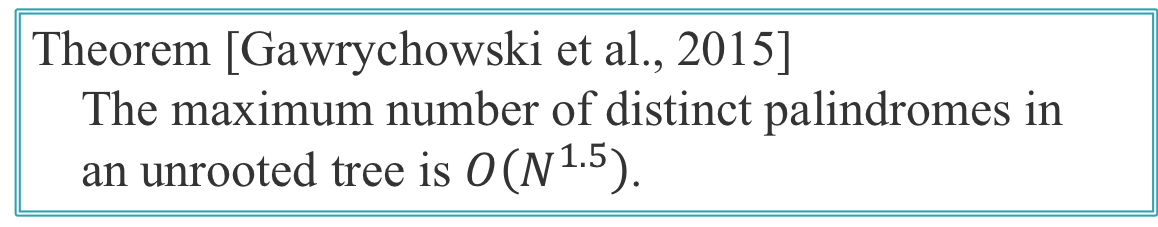 Theorem [Gawrychowski et al., 2015]
The maximum number of distinct palindromes in
an unrooted tree is O(N^1.5).